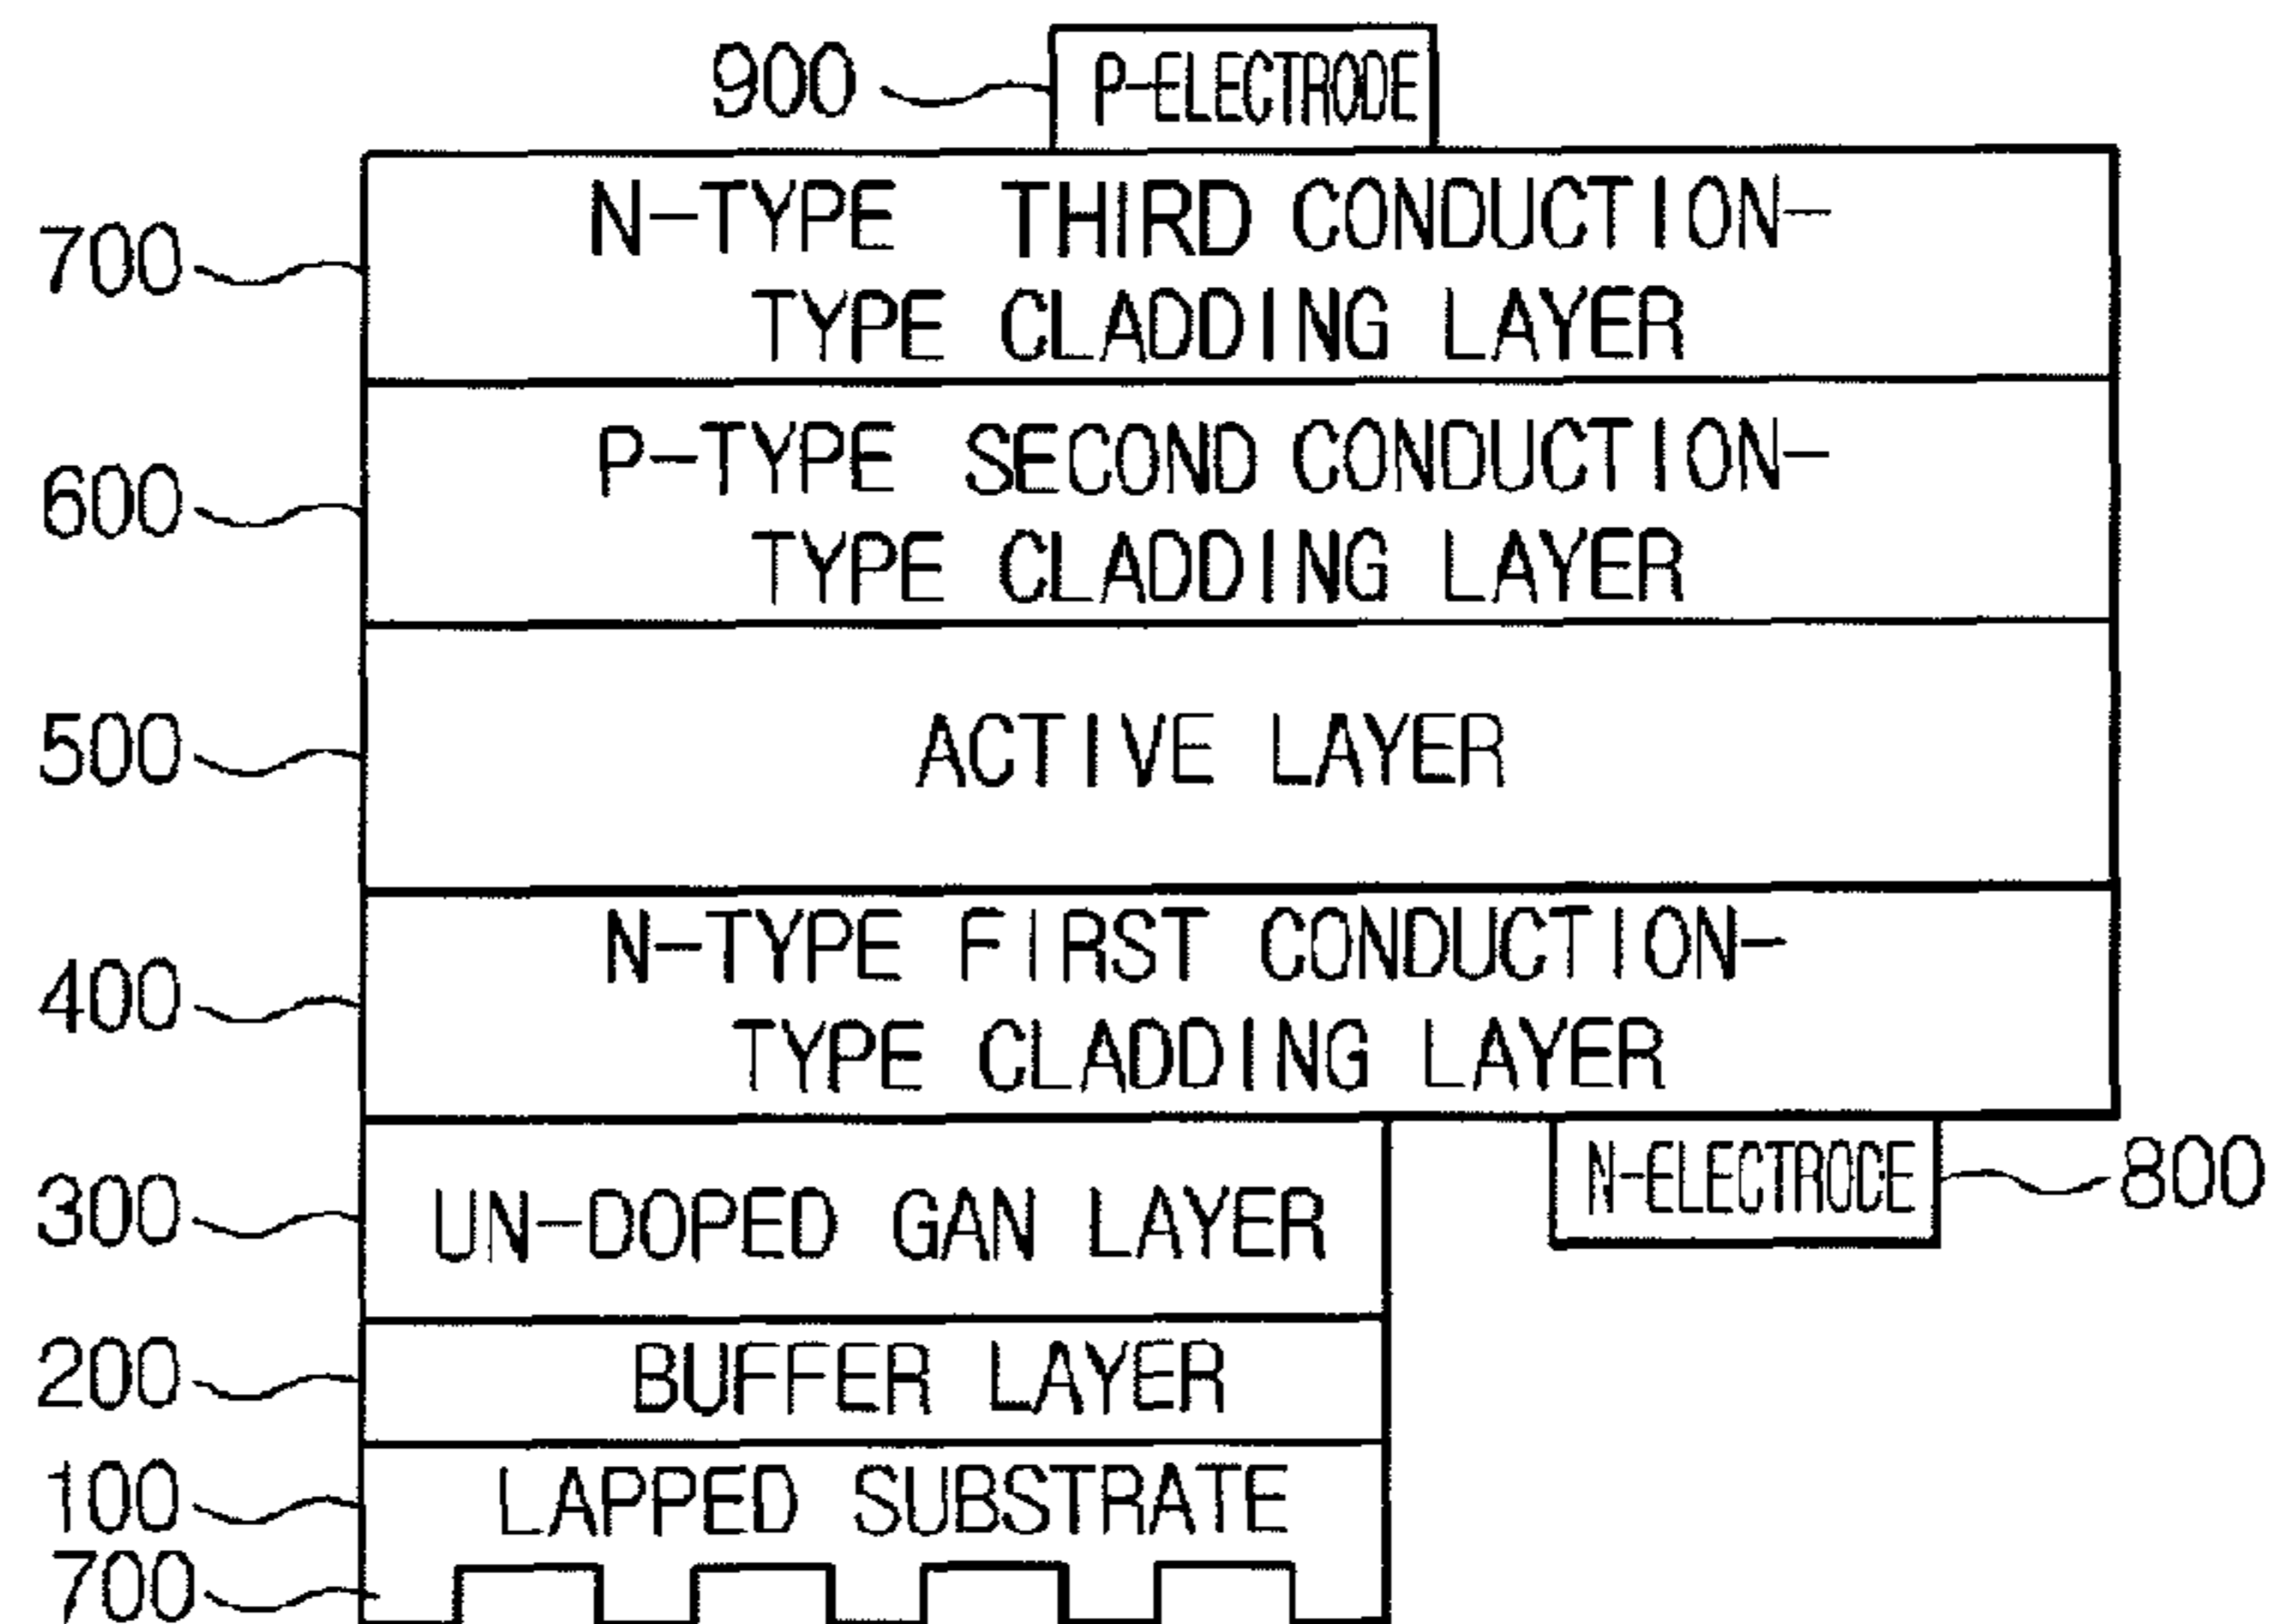 900 P-ELECTRODE
N-TYPE THIRD CONDUCTION-
700
TYPE CLADDING LAYER
P-TYPE SECOND CONDUCTION-
600
TYPE CLADDING LAYER
500 ACTIVE LAYER
N-TYPE FIRST CONDUCTION-
400
TYPE CLADDING LAYER
N-ELECTRODE 800
300 UN-DOPED GAN LAYER
200 BUFFER LAYER
100 LAPPED SUBSTRATE
700